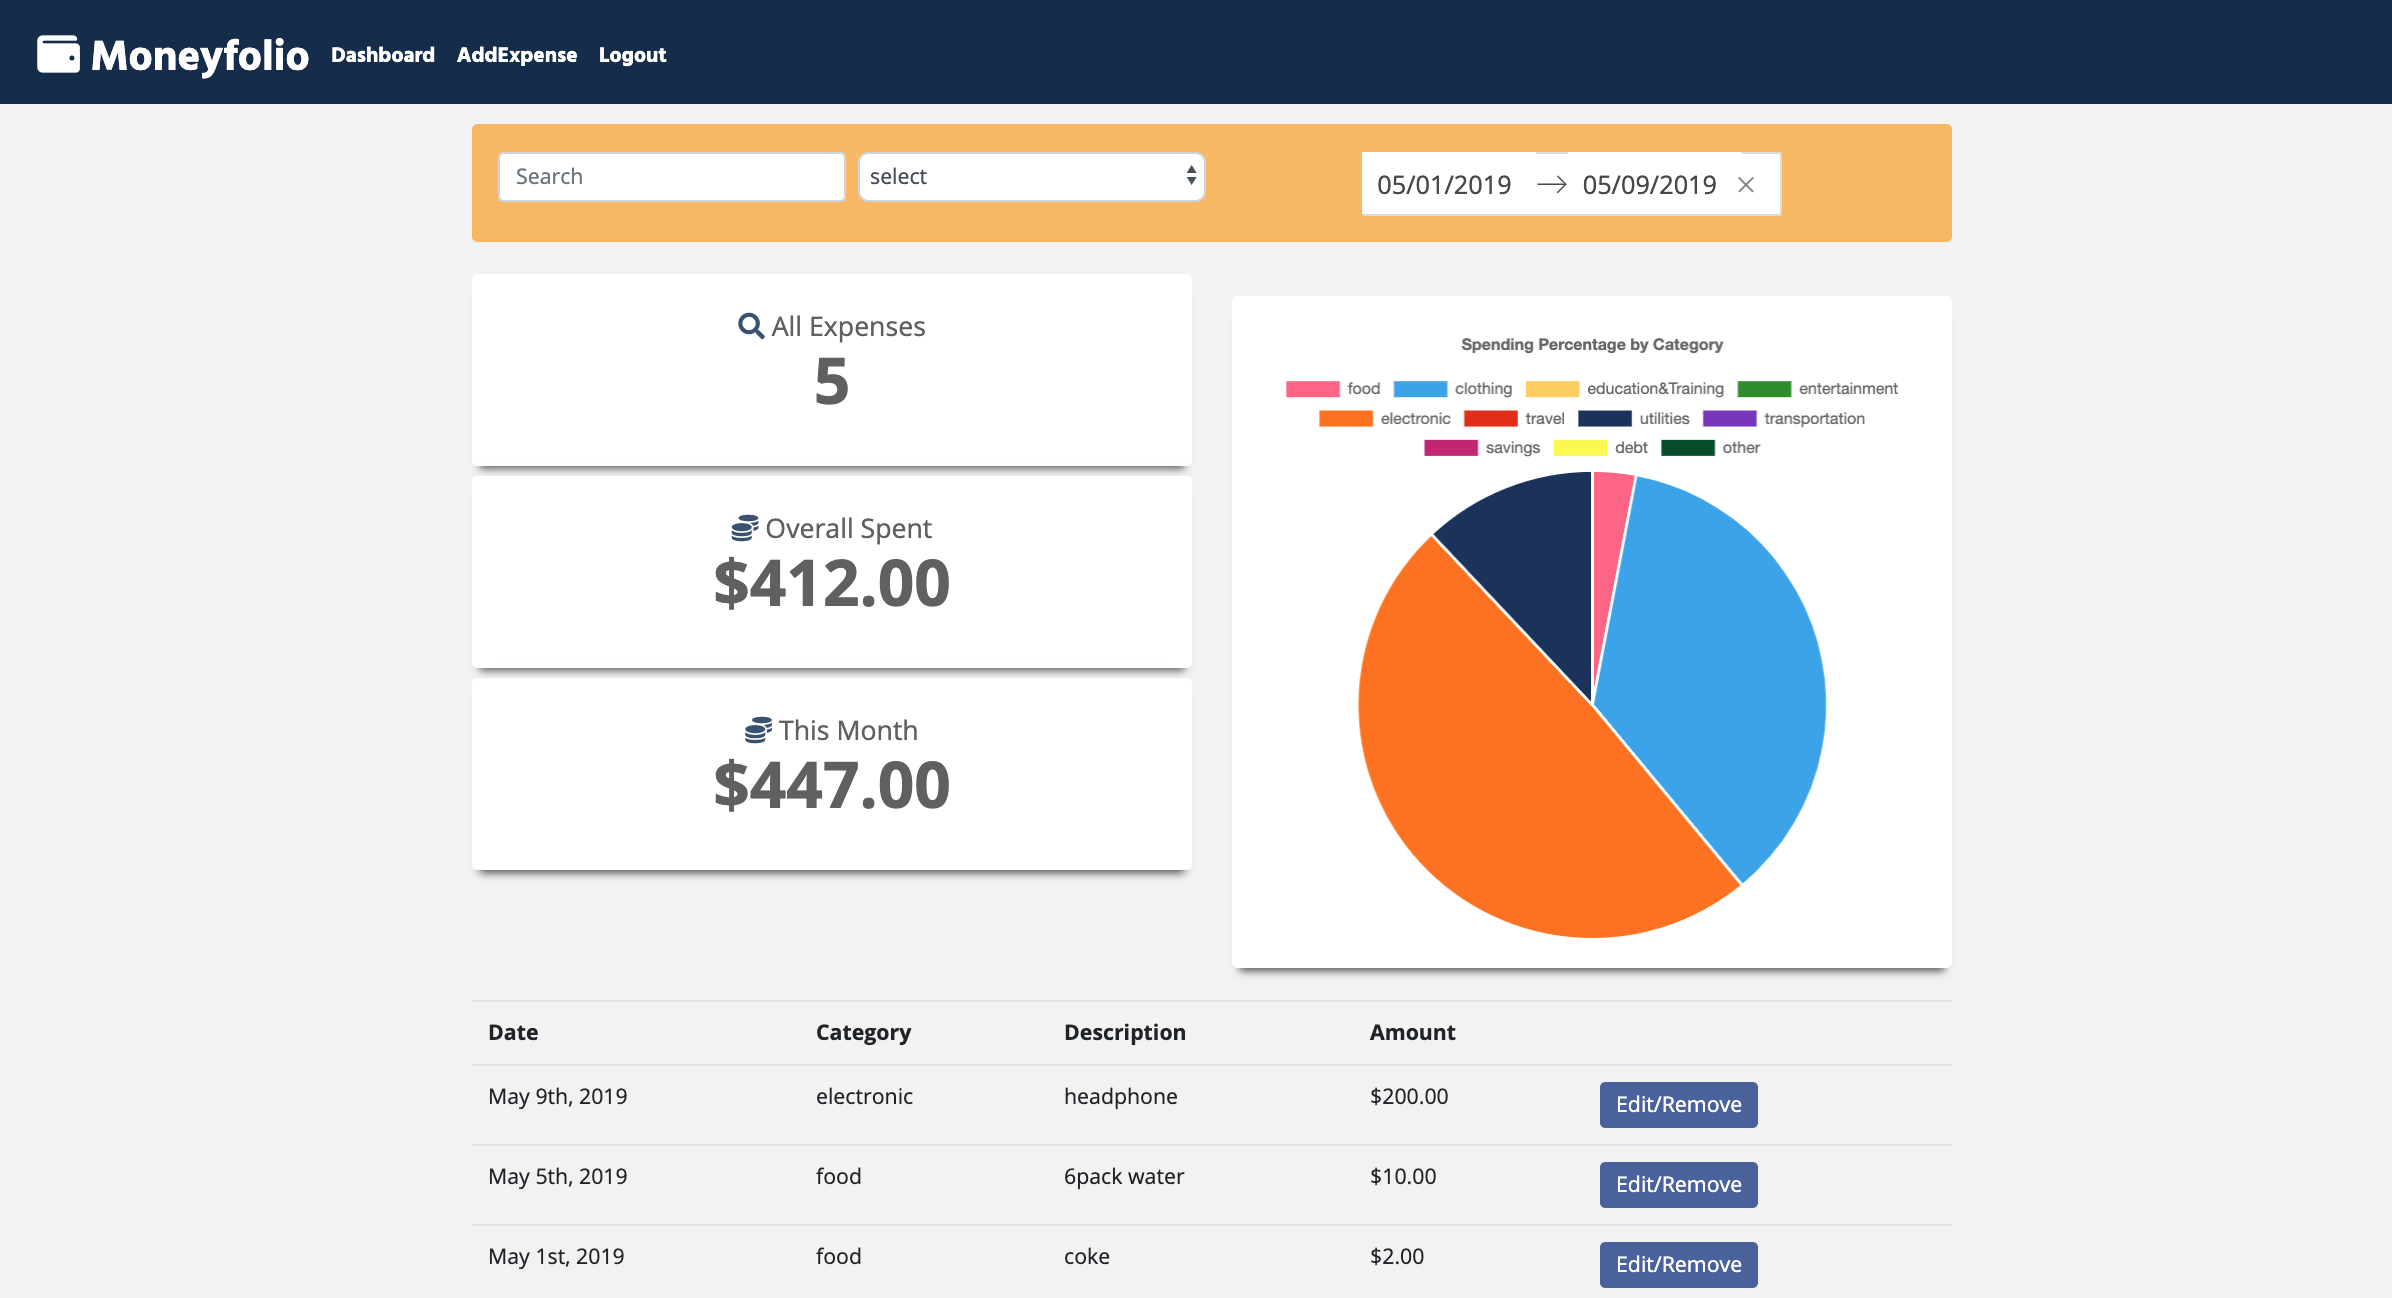 Moneyfolio Dashboard AddExpense Logout
Search select 05/01/2019 → 05/09/2019 ×
All Expenses
5
Overall Spent
$412.00
This Month
$447.00
Spending Percentage by Category
food clothing education&Training entertainment
electronic travel utilities transportation
savings debt other
Date Category Description Amount
May 9th, 2019 electronic headphone $200.00 Edit/Remove
May 5th, 2019 food 6pack water $10.00 Edit/Remove
May 1st, 2019 food coke $2.00 Edit/Remove